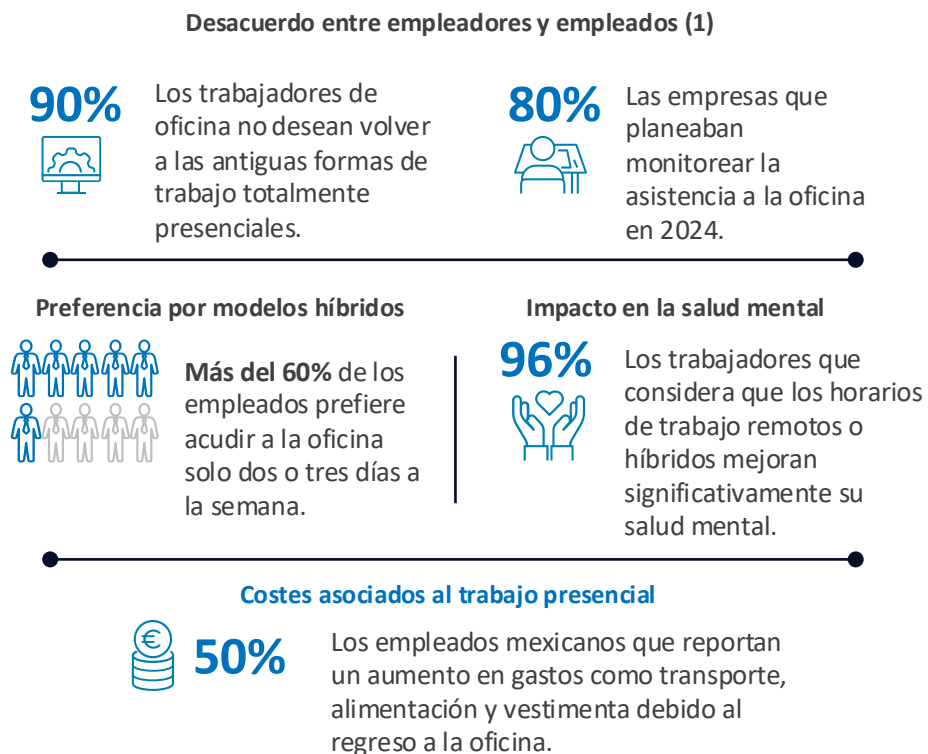 Desacuerdo entre empleadores y empleados (1)
90%
Los trabajadores de
oficina no desean volver
a las antiguas formas de
trabajo totalmente
presenciales.
80%
Las empresas que
planeaban
monitorear la
asistencia a la oficina
en 2024.
Preferencia por modelos híbridos
Más del 60% de los
empleados prefiere
acudir a la oficina
solo dos o tres días a
la semana.
Impacto en la salud mental
96%
Los trabajadores que
considera que los horarios
de trabajo remotos o
híbridos mejoran
significativamente su
salud mental.
Costes asociados al trabajo presencial
€
50%
Los empleados mexicanos que reportan
un aumento en gastos como transporte,
alimentación y vestimenta debido al
regreso a la oficina.